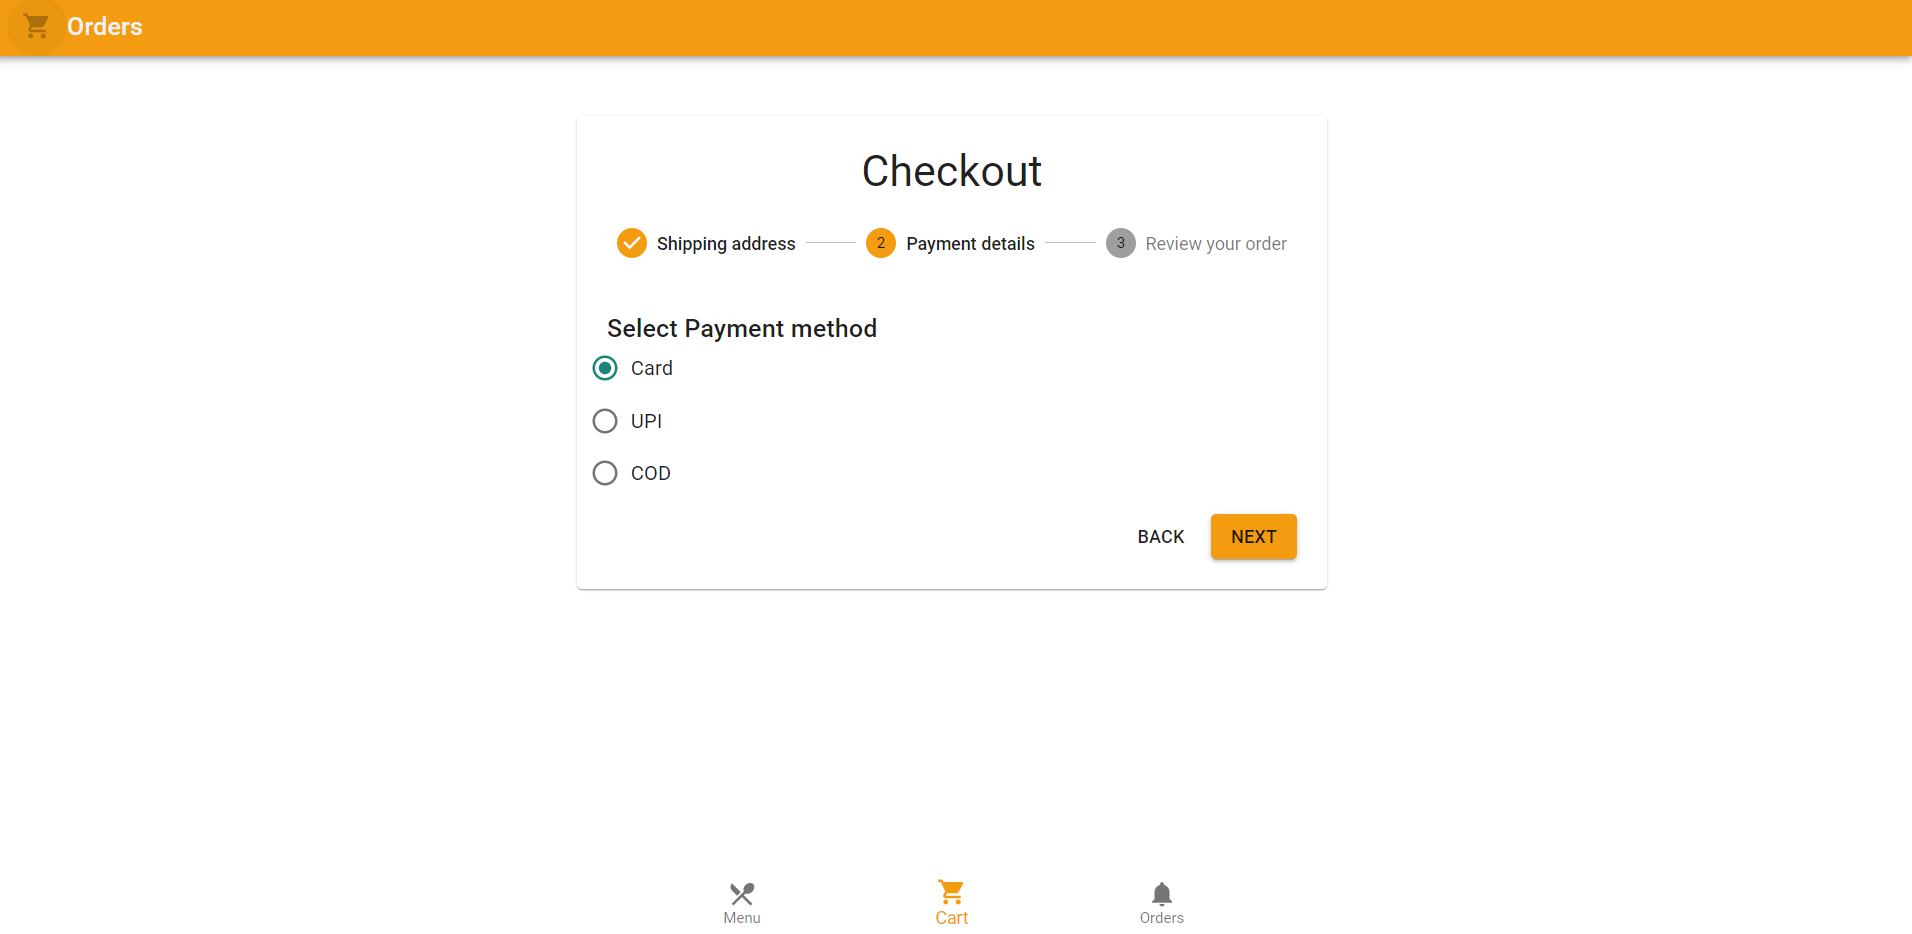 Orders
Checkout
Shipping address 2 Payment details 3 Review your order
Select Payment method
Card
UPI
COD
BACK NEXT
Menu Cart Orders